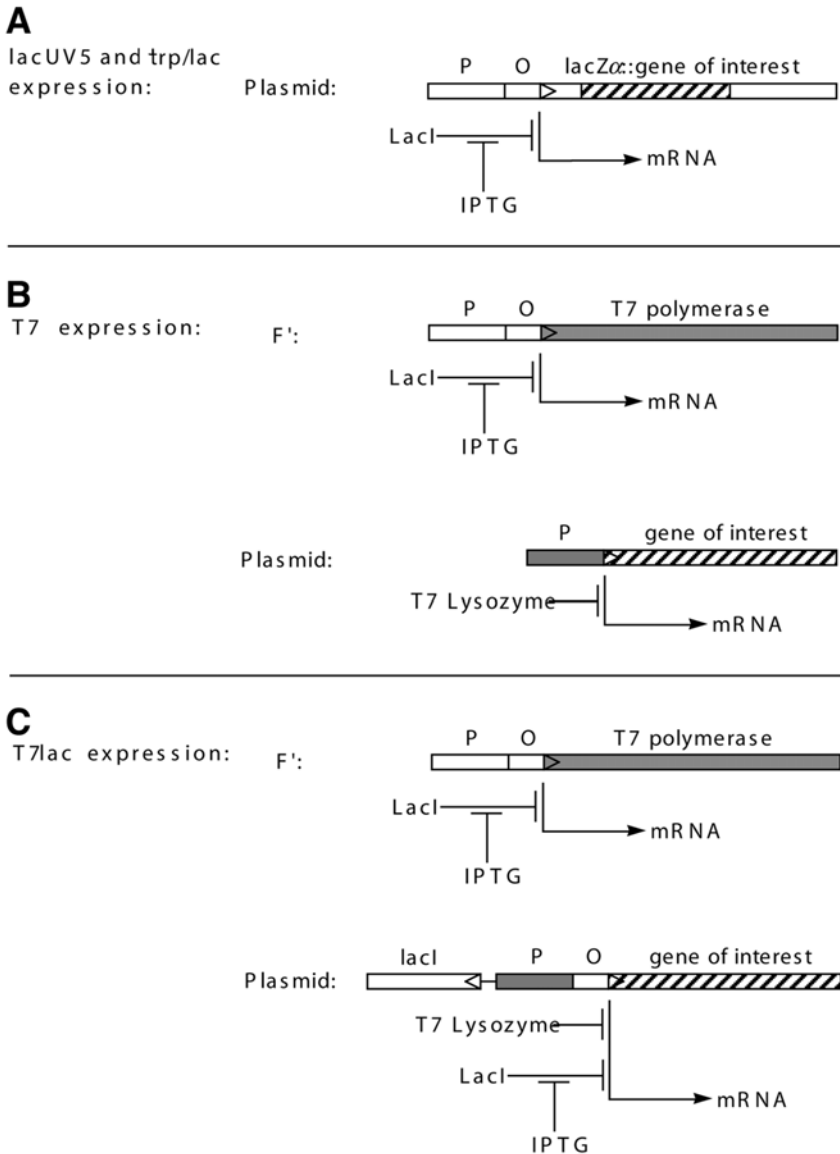 A
lacUV5 and trp/lac
expression:
Plasmid:
P O lacZα::gene of interest
LacI
mRNA
IPTG
B
T7 expression:
F':
P O T7 polymerase
LacI
mRNA
IPTG
Plasmid:
P gene of interest
T7 Lysozyme
mRNA
C
T7lac expression:
F':
P O T7 polymerase
LacI
mRNA
IPTG
Plasmid:
lacI P O gene of interest
T7 Lysozyme
LacI
mRNA
IPTG